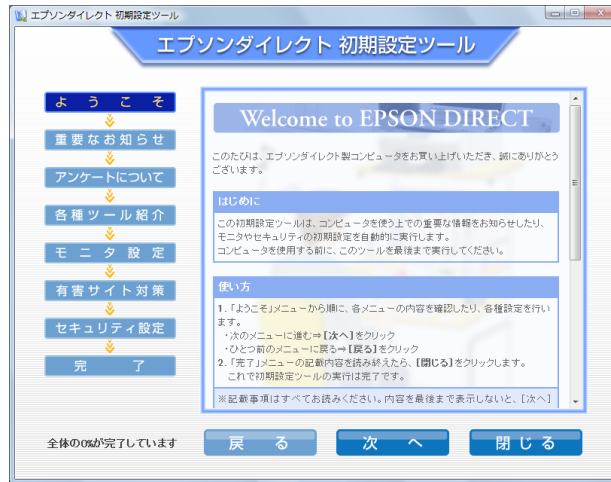 エプソンダイレクト 初期設定ツール
エプソンダイレクト 初期設定ツール
ようこそ
重要なお知らせ
アンケートについて
各種ツール紹介
モニタ設定
有害サイト対策
セキュリティ設定
完了
Welcome to EPSON DIRECT
このたびは、エプソンダイレクト製コンピュータをお買い上げいただき、誠にありがとう
ございます。
はじめに
この初期設定ツールは、コンピュータを使う上での重要な情報をお知らせしたり、
モニタやセキュリティの初期設定を自動的に実行します。
コンピュータを使用する前に、このツールを最後まで実行してください。
使い方
1.「ようこそ」メニューから順に、各メニューの内容を確認したり、各種設定を行い
ます。
・次のメニューに進む⇒[次へ]をクリック
・ひとつ前のメニューに戻る⇒[戻る]をクリック
2.「完了」メニューの記載内容を読み終えたら、[閉じる]をクリックします。
これで初期設定ツールの実行は完了です。
※記載事項はすべてお読みください。内容を最後まで表示しないと、[次へ]
全体の0%が完了しています
戻る
次へ
閉じる